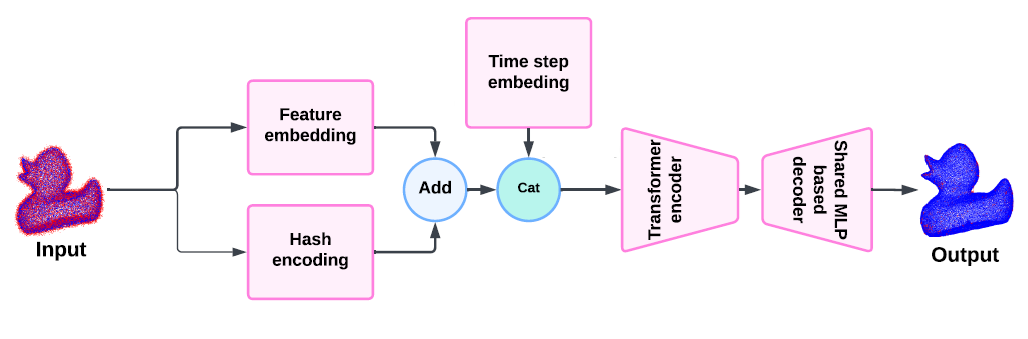 Time step
embeding
Feature
embedding
Add
Cat
Hash
encoding
Transformer
encoder
Shared MLP
based
decoder
Input
Output